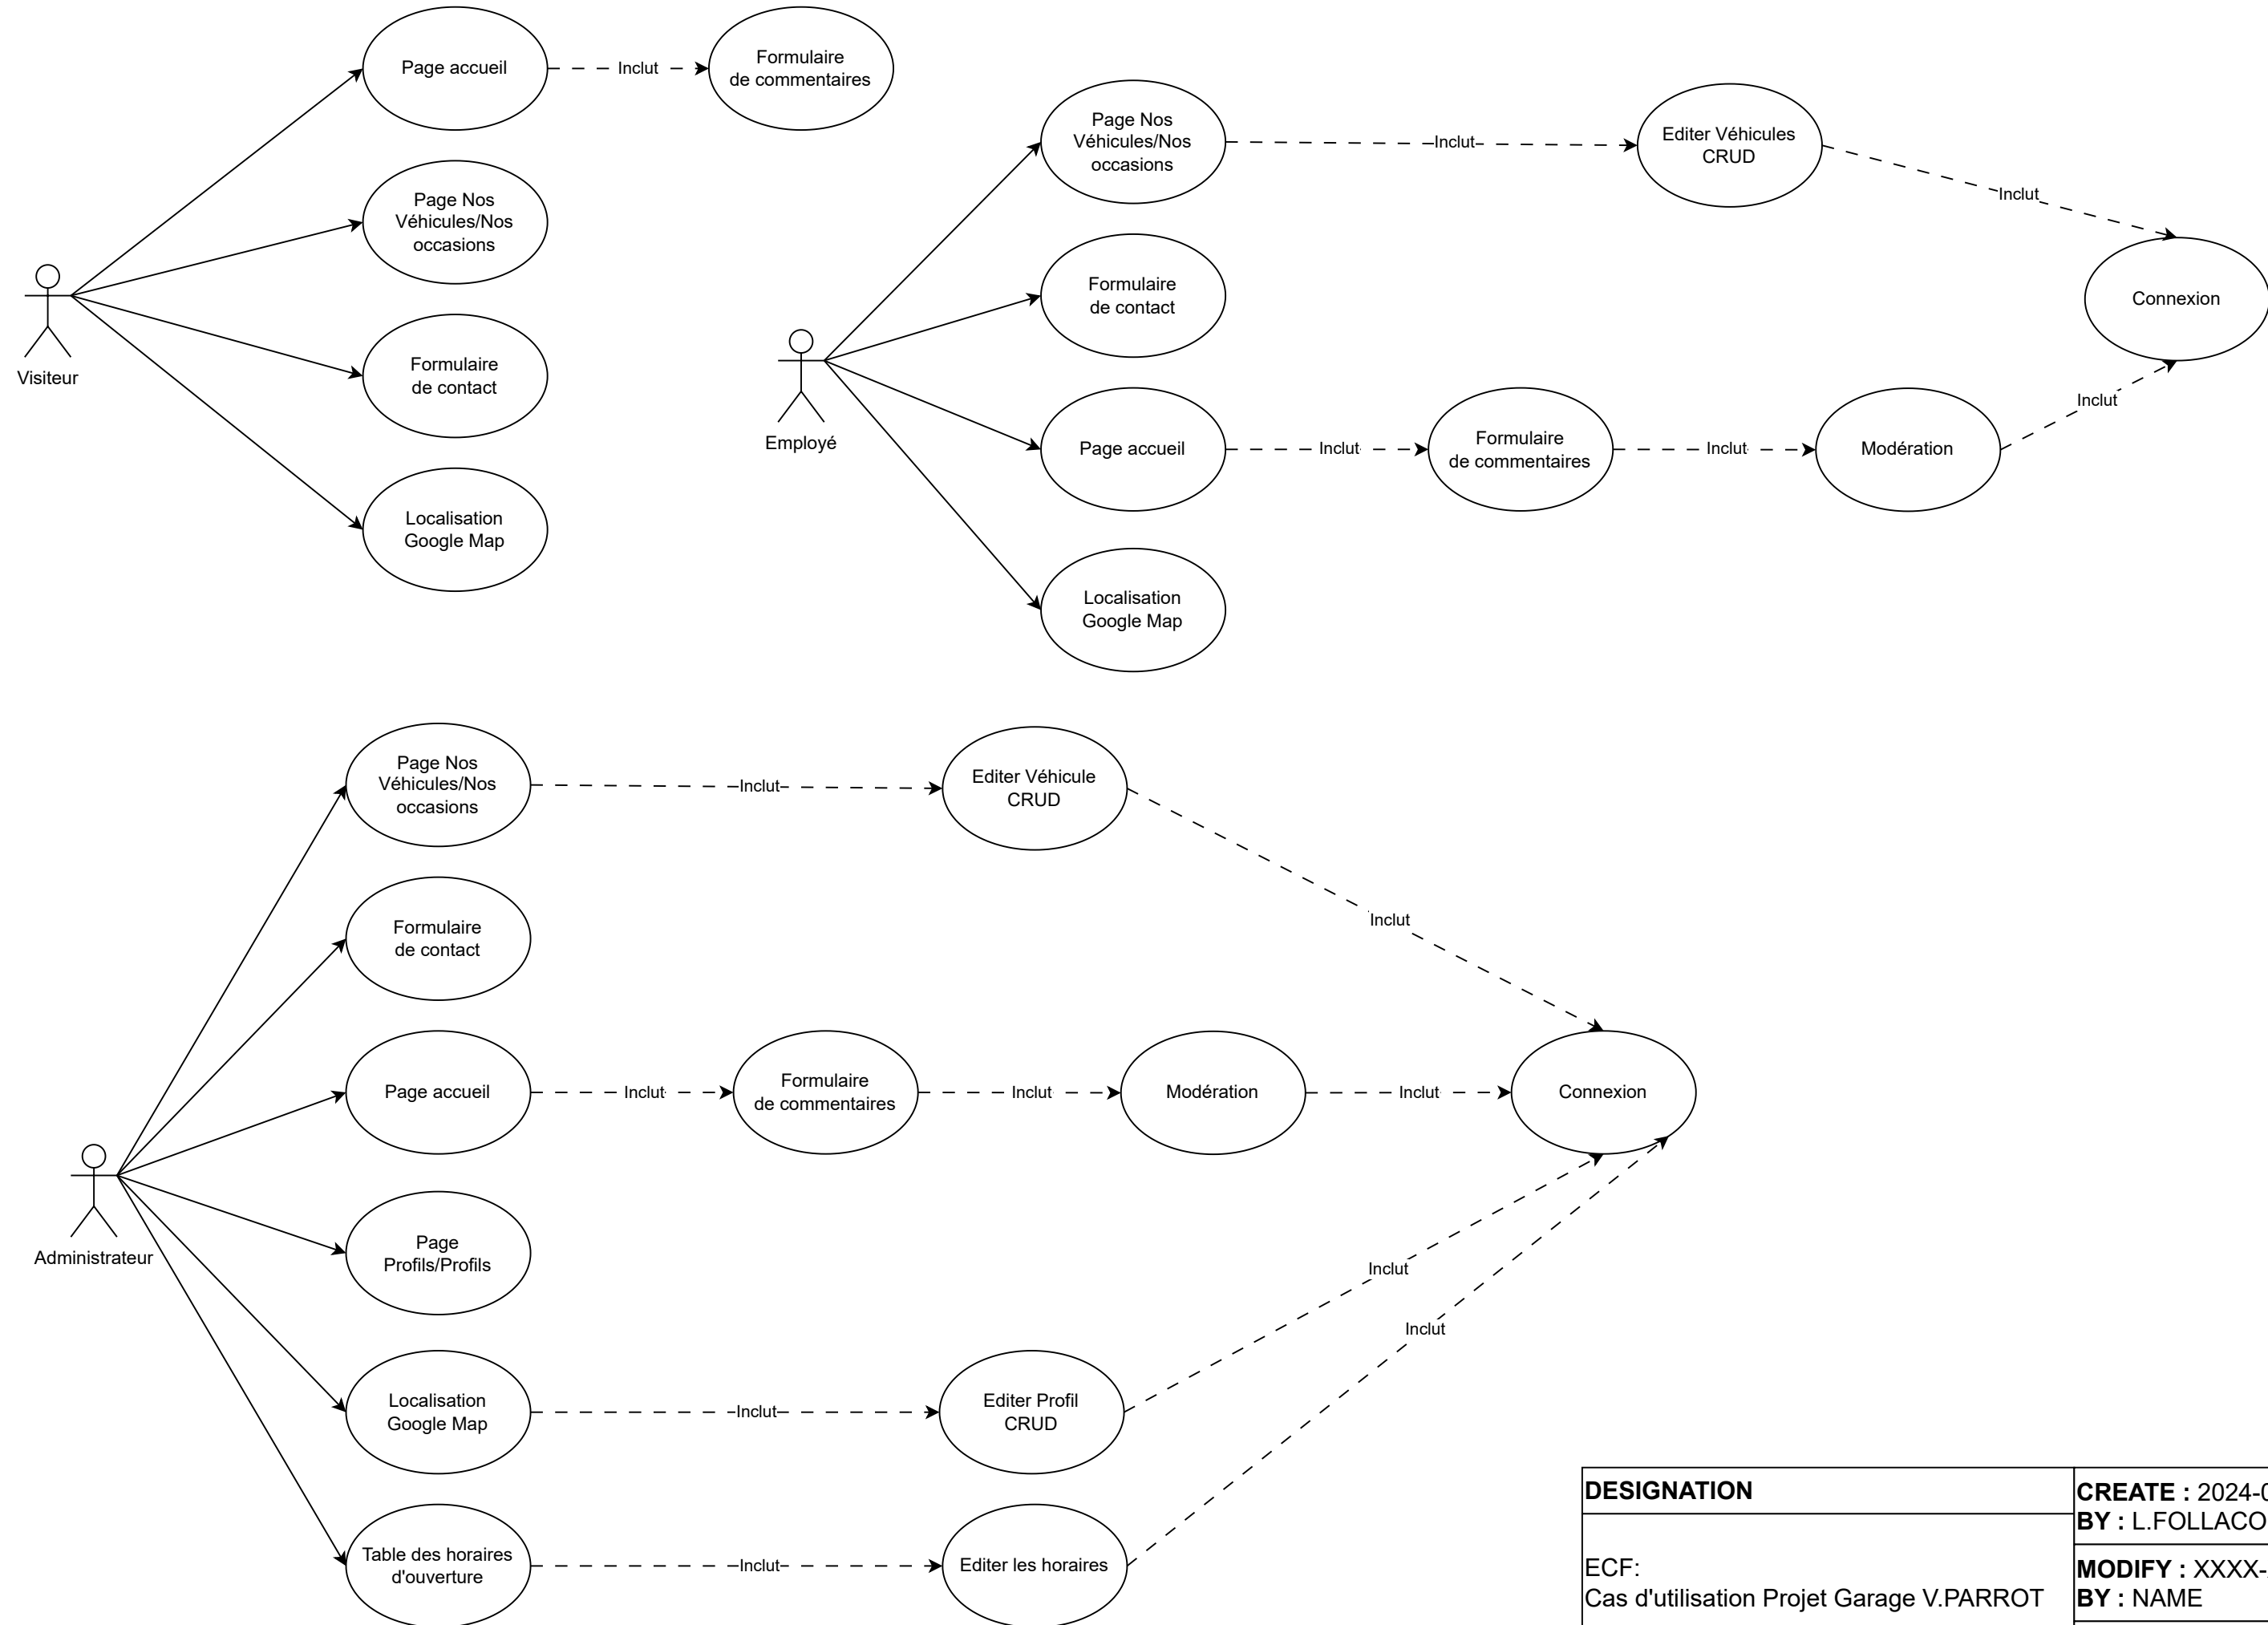 Page accueil
Inclut
Formulaire
de commentaires
Page Nos
Véhicules/Nos
occasions
Formulaire
de contact
Localisation
Google Map
Visiteur
Page Nos
Véhicules/Nos
occasions
Inclut
Editer Véhicules
CRUD
Inclut
Connexion
Formulaire
de contact
Employé
Page accueil
Inclut
Formulaire
de commentaires
Inclut
Modération
Inclut
Localisation
Google Map
Page Nos
Véhicules/Nos
occasions
Inclut
Editer Véhicule
CRUD
Inclut
Formulaire
de contact
Page accueil
Inclut
Formulaire
de commentaires
Inclut
Modération
Inclut
Connexion
Administrateur
Page
Profils/Profils
Inclut
Inclut
Localisation
Google Map
Inclut
Editer Profil
CRUD
Table des horaires
d'ouverture
Inclut
Editer les horaires
DESIGNATION
ECF:
Cas d'utilisation Projet Garage V.PARROT
CREATE : 2024-0
BY : L.FOLLACO
MODIFY : XXXX-
BY : NAME